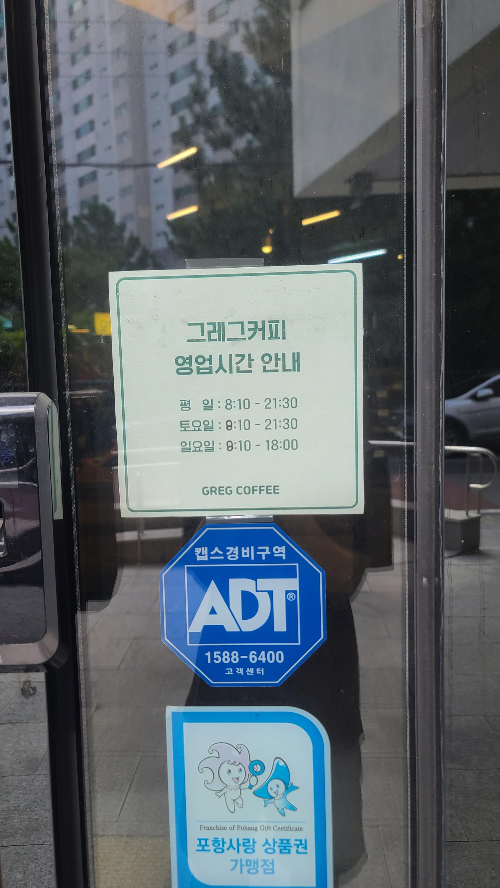 그래그커피
영업시간 안내
평 일 : 8:10 - 21:30
토요일 : 9:10 - 21:30
일요일 : 9:10 - 18:00
GREG COFFEE
캡스경비구역
ADT®
1588-6400
고객센터
Franchise of Pohang Gift Certificate
포항사랑 상품권
가맹점